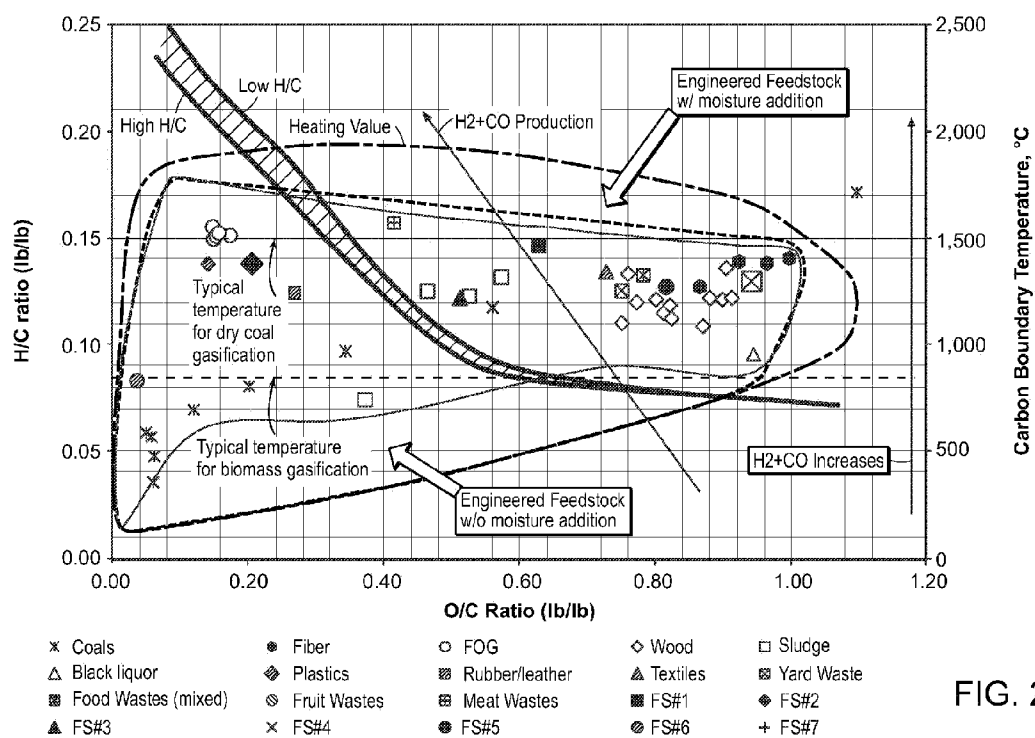 0.25
0.20
0.15
0.10
0.05
0.00
H/C ratio (lb/lb)
2,500
2,000
1,500
1,000
500
0
Carbon Boundary Temperature, °C
High H/C
Low H/C
Heating Value
H2+CO Production
Engineered Feedstock
w/ moisture addition
Typical
temperature
for dry coal
gasification
Typical temperature
for biomass gasification
H2+CO Increases
Engineered Feedstock
w/o moisture addition
0.00 0.20 0.40 0.60 0.80 1.00 1.20
O/C Ratio (lb/lb)
Coals Fiber FOG Wood Sludge
Black liquor Plastics Rubber/leather Textiles Yard Waste
Food Wastes (mixed) Fruit Wastes Meat Wastes FS#1 FS#2
FS#3 FS#4 FS#5 FS#6 FS#7
FIG. 2